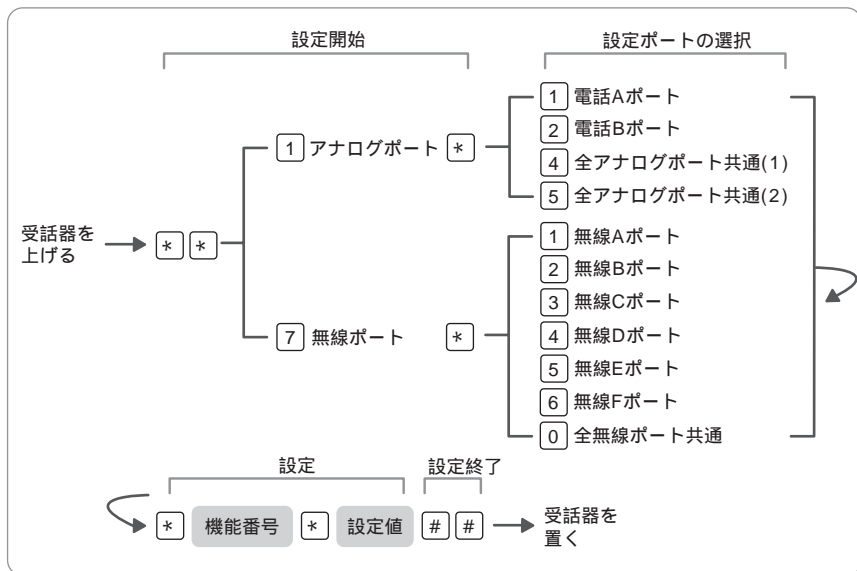 設定開始
設定ポートの選択
1 電話Aポート
2 電話Bポート
1 アナログポート *
4 全アナログポート共通(1)
5 全アナログポート共通(2)
受話器を
上げる
* *
1 無線Aポート
2 無線Bポート
3 無線Cポート
7 無線ポート *
4 無線Dポート
5 無線Eポート
6 無線Fポート
0 全無線ポート共通
設定
設定終了
* 機能番号 * 設定値 # #
受話器を
置く